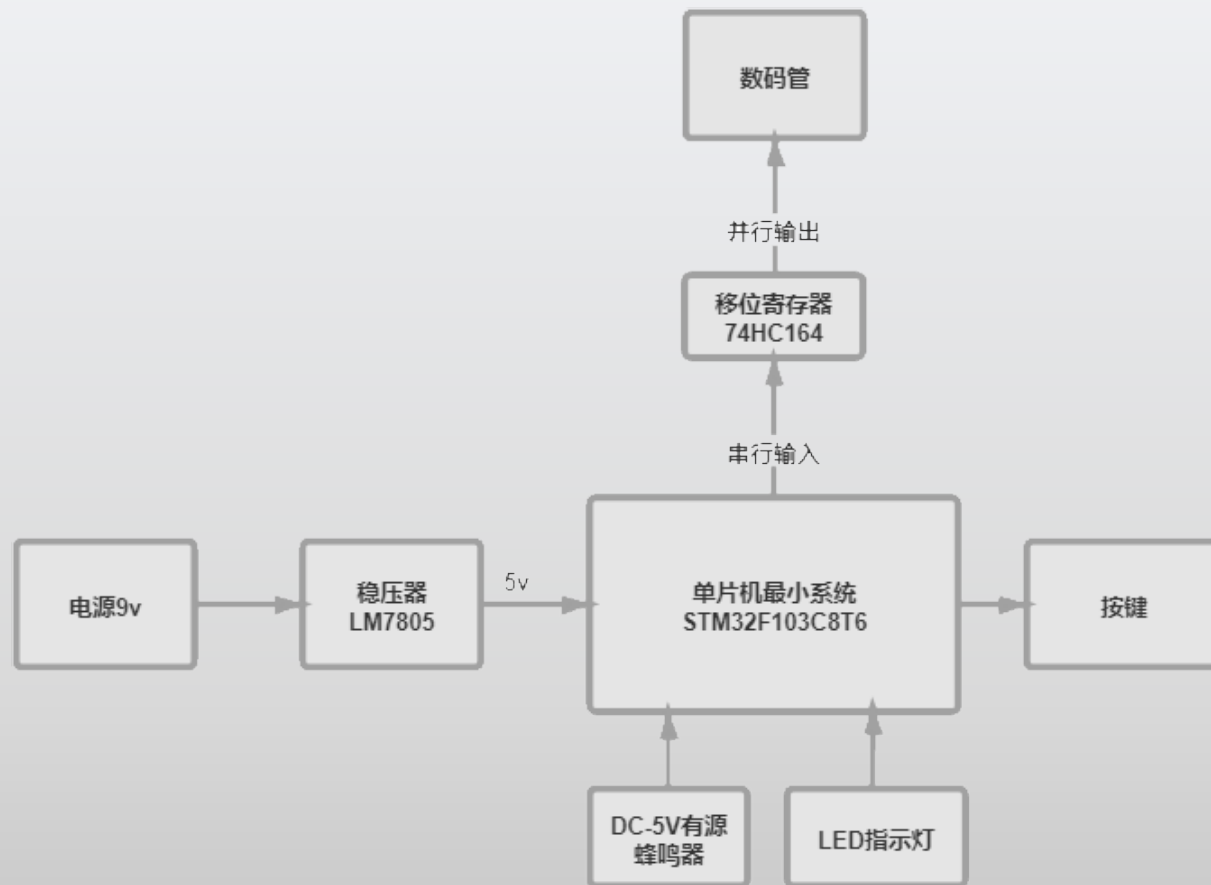 数码管
并行输出
移位寄存器
74HC164
串行输入
电源9v
稳压器
LM7805
5v
单片机最小系统
STM32F103C8T6
按键
DC-5V有源
蜂鸣器
LED指示灯